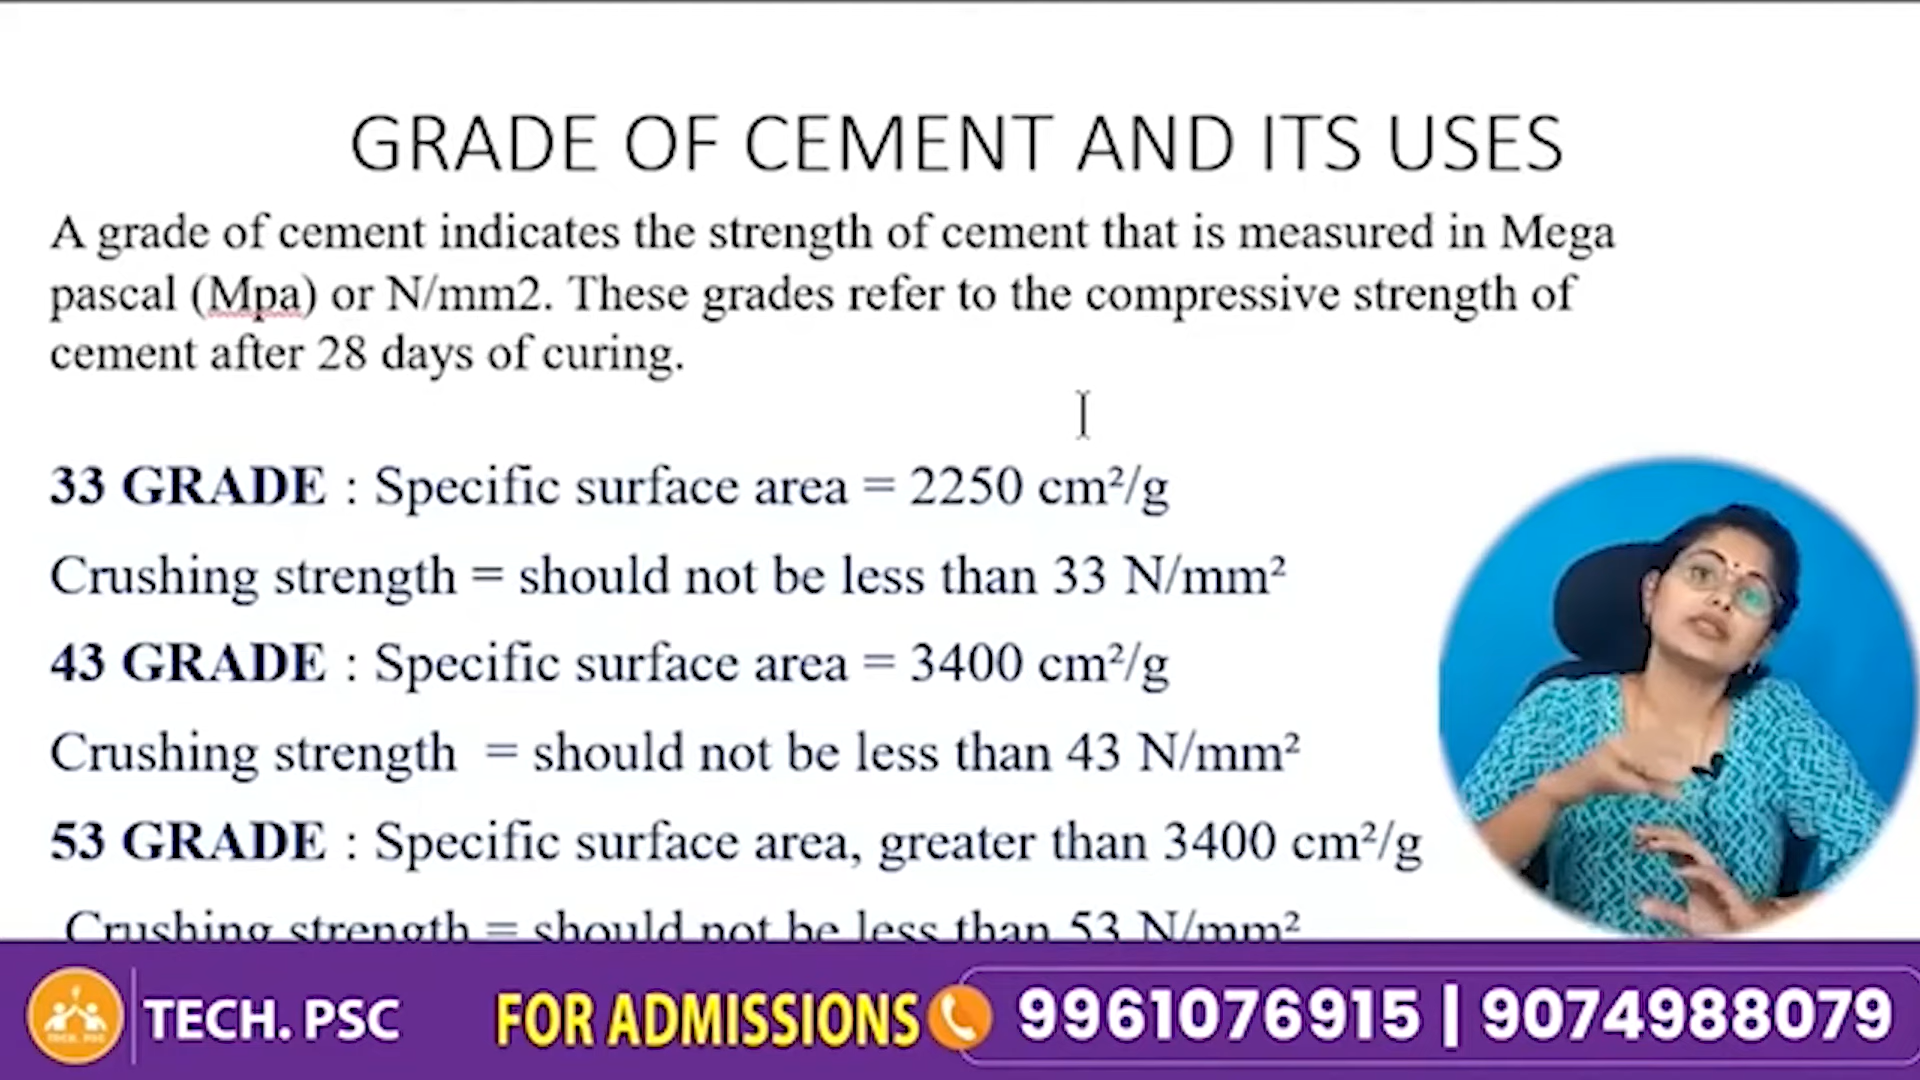 GRADE OF CEMENT AND ITS USES
A grade of cement indicates the strength of cement that is measured in Mega
pascal (Mpa) or N/mm2. These grades refer to the compressive strength of
cement after 28 days of curing.
33 GRADE : Specific surface area = 2250 cm²/g
Crushing strength = should not be less than 33 N/mm²
43 GRADE : Specific surface area = 3400 cm²/g
Crushing strength = should not be less than 43 N/mm²
53 GRADE : Specific surface area, greater than 3400 cm²/g
Crushing strength = should not be less than 53 N/mm²
TECH. PSC
TECH. PSC
FOR ADMISSIONS
9961076915 | 9074988079